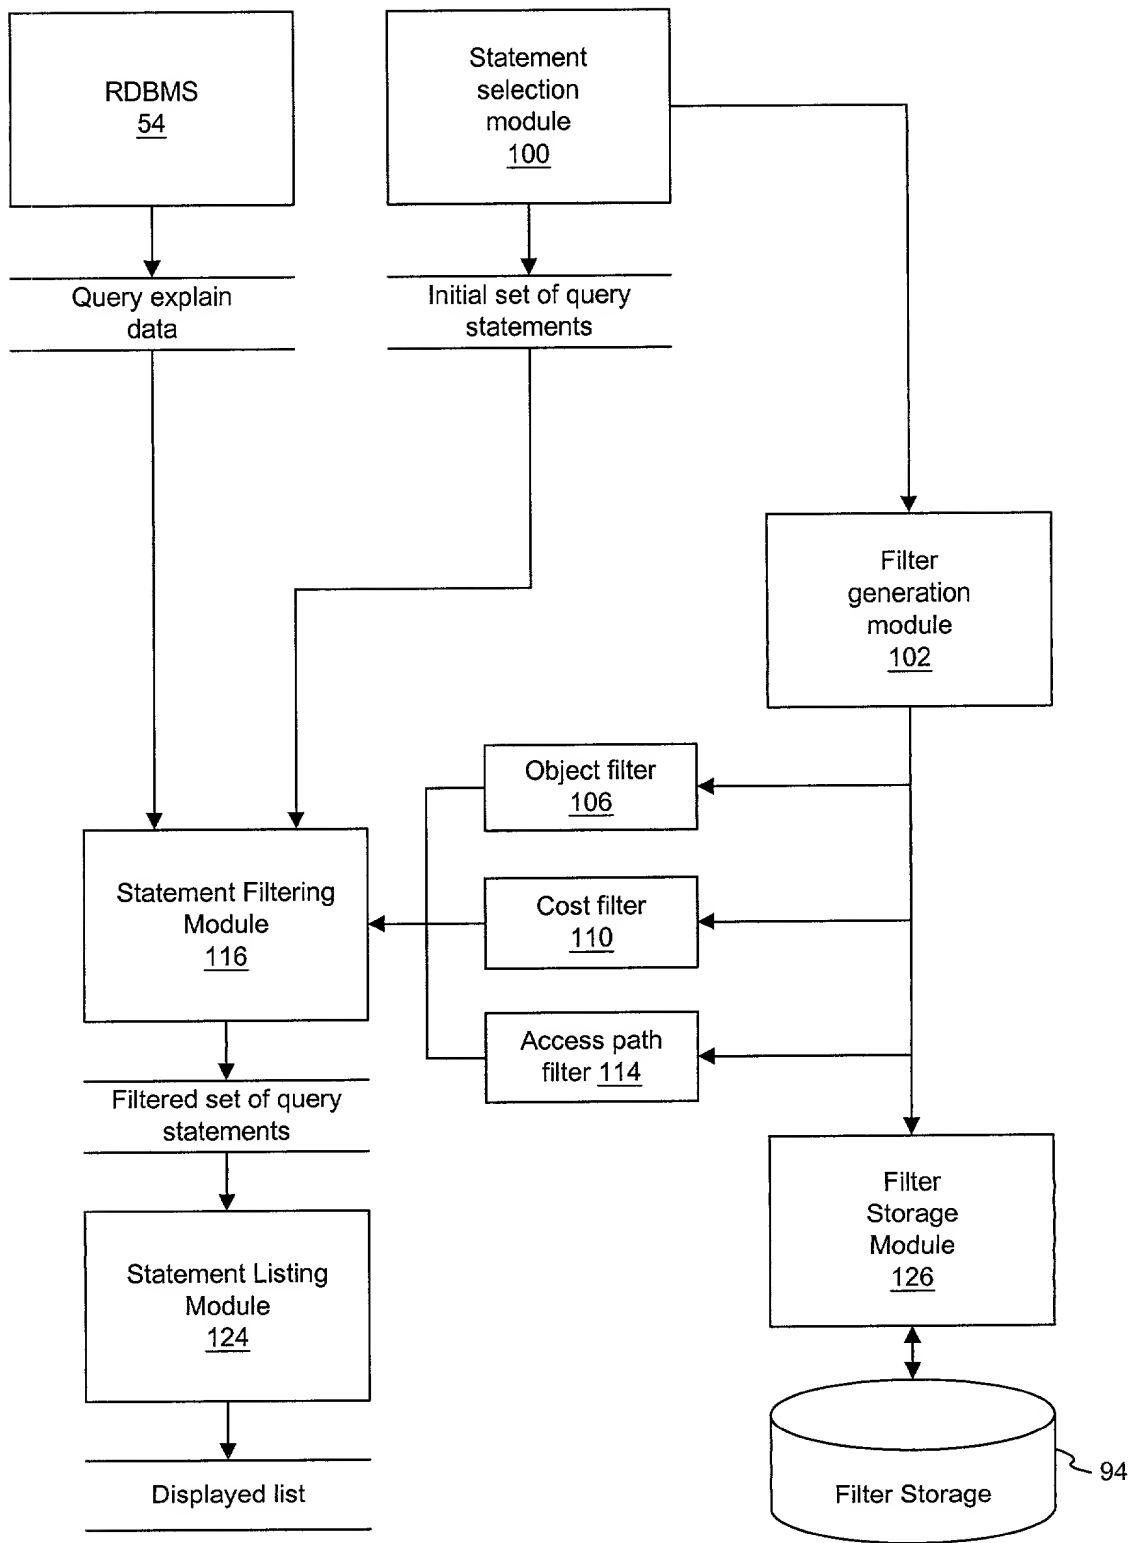 RDBMS
54
Statement
selection
module
100
Query explain
data
Initial set of query
statements
Filter
generation
module
102
Object filter
106
Cost filter
110
Access path
filter 114
Statement Filtering
Module
116
Filtered set of query
statements
Filter
Storage
Module
126
Statement Listing
Module
124
Displayed list
Filter Storage
94